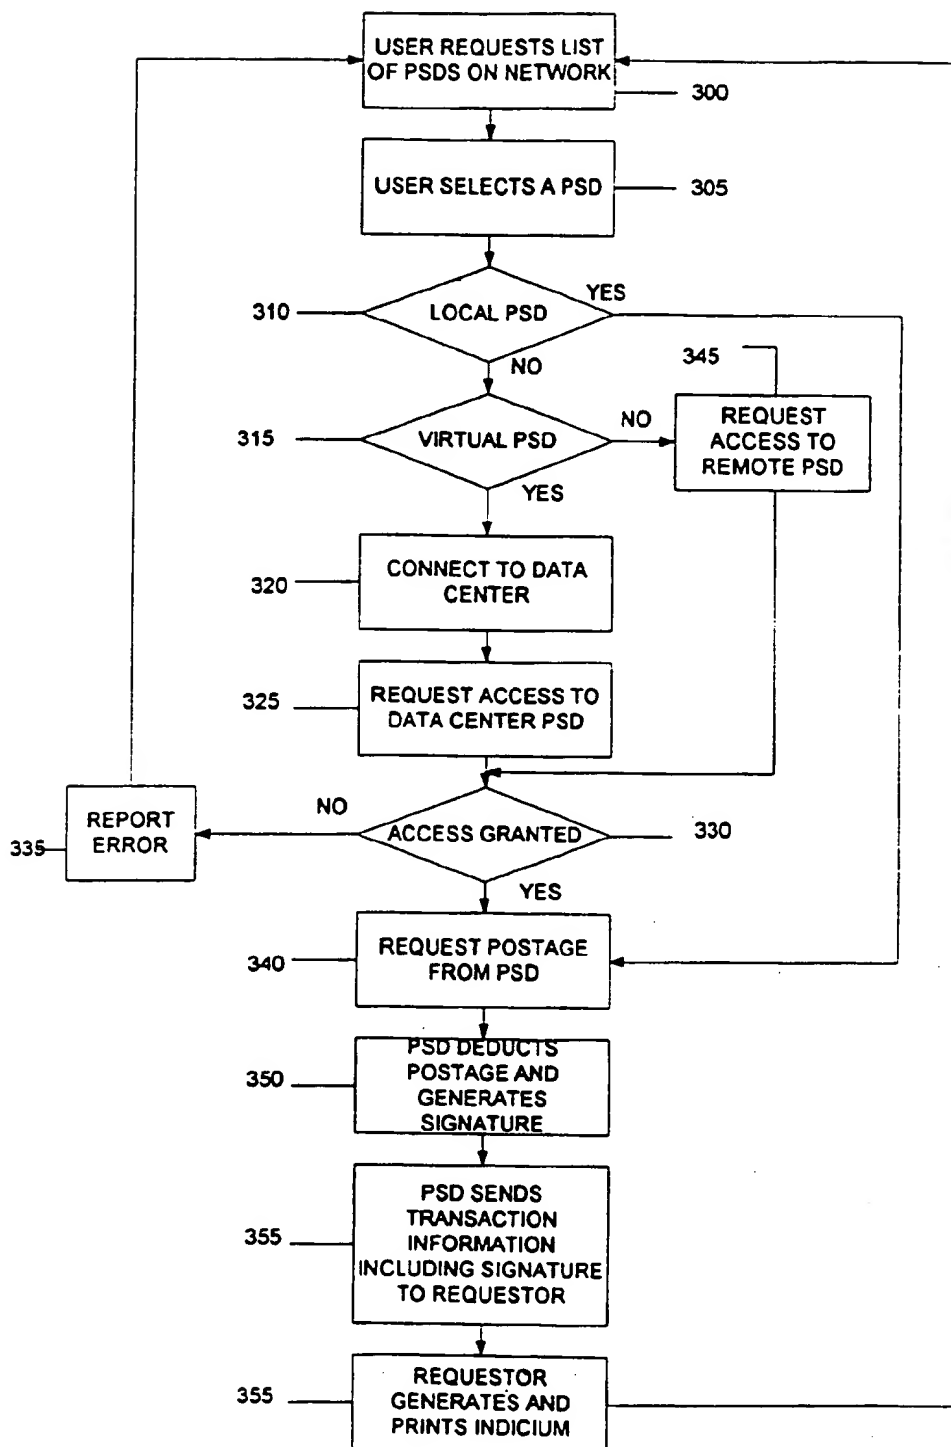 USER REQUESTS LIST
OF PSDS ON NETWORK
300
USER SELECTS A PSD
305
310
LOCAL PSD
YES
NO
345
315
VIRTUAL PSD
NO
REQUEST
ACCESS TO
REMOTE PSD
YES
320
CONNECT TO DATA
CENTER
325
REQUEST ACCESS TO
DATA CENTER PSD
NO
REPORT
ERROR
335
ACCESS GRANTED
330
YES
340
REQUEST POSTAGE
FROM PSD
350
PSD DEDUCTS
POSTAGE AND
GENERATES
SIGNATURE
355
PSD SENDS
TRANSACTION
INFORMATION
INCLUDING SIGNATURE
TO REQUESTOR
355
REQUESTOR
GENERATES AND
PRINTS INDICIUM